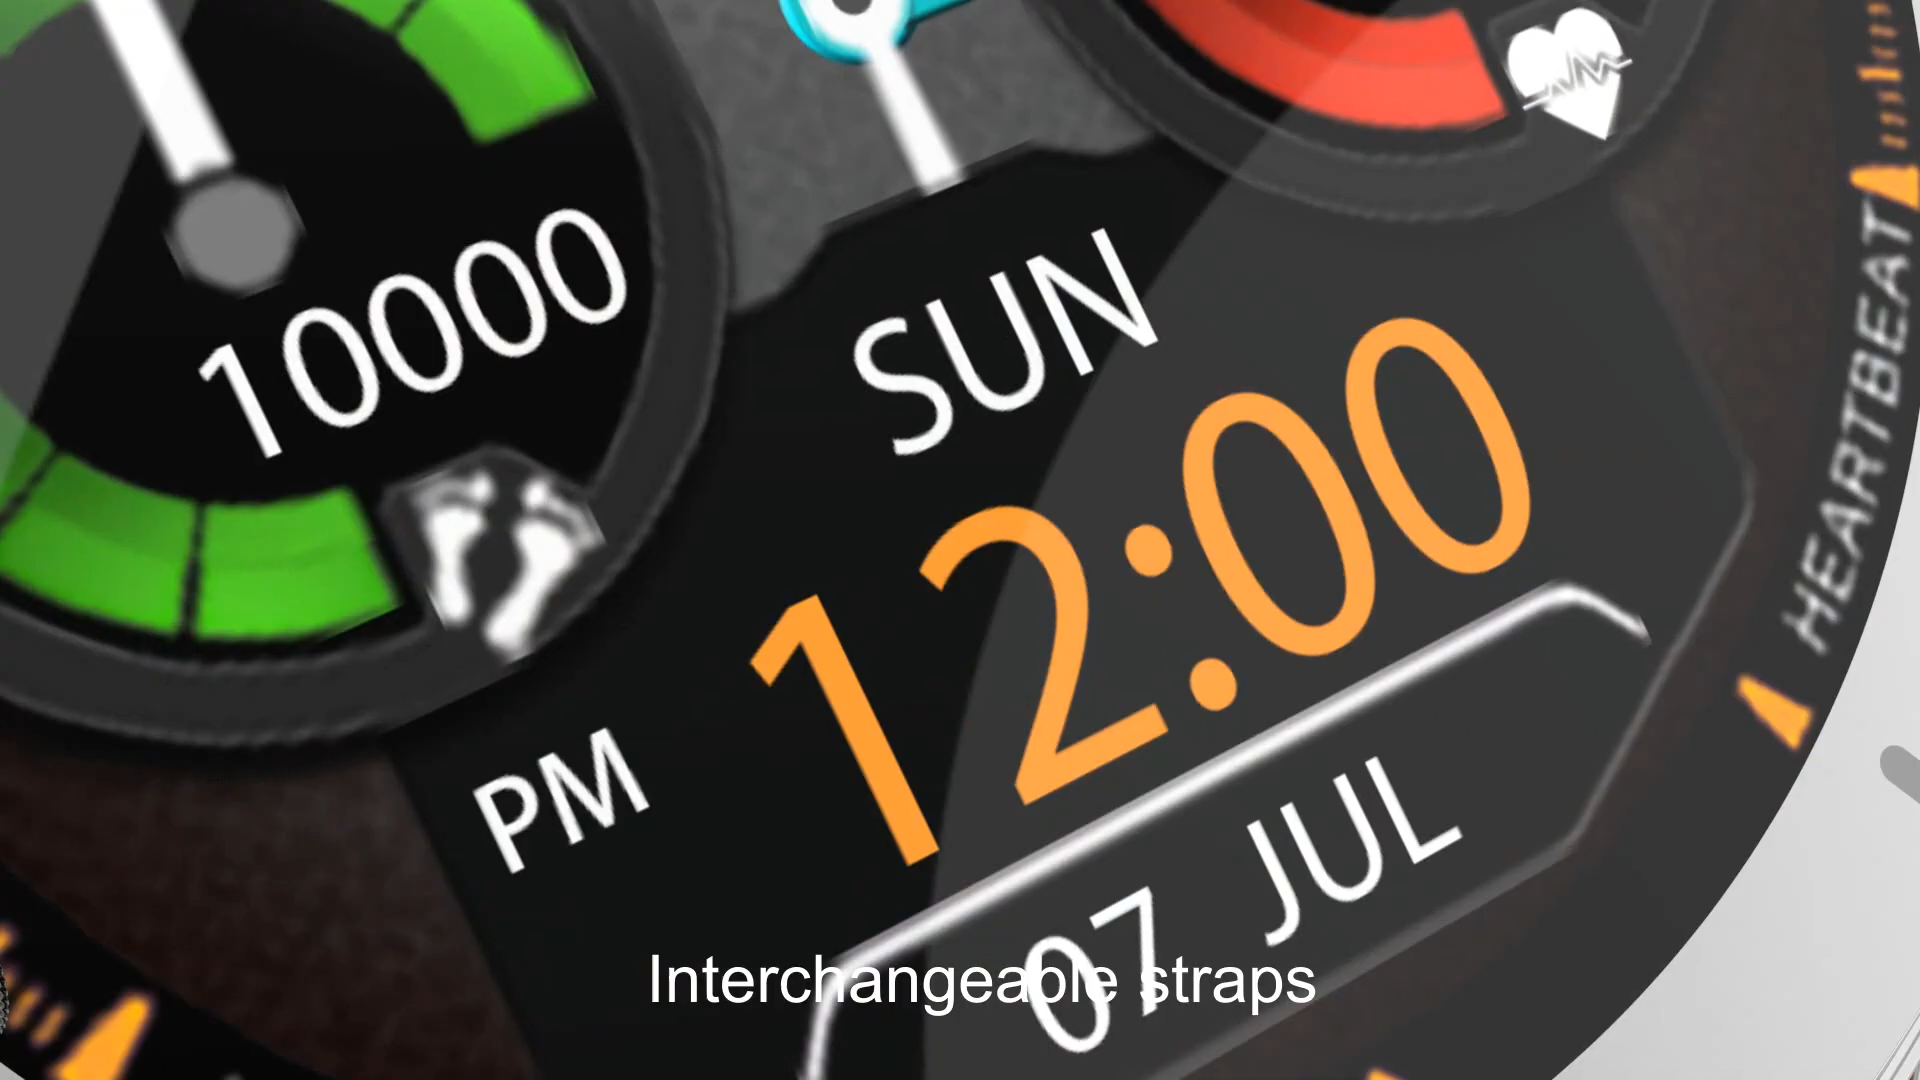 10000
SUN
12:00
PM
07 JUL
HEARTBEAT
Interchangeable straps